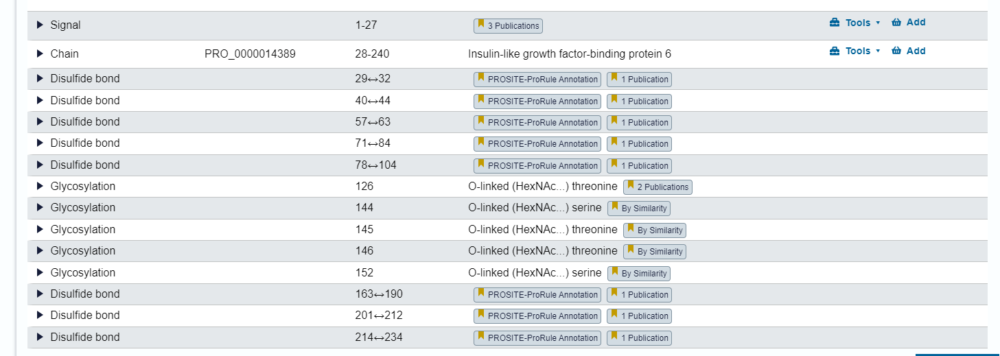 Signal 1-27 3 Publications Tools Add
Chain PRO_0000014389 28-240 Insulin-like growth factor-binding protein 6 Tools Add
Disulfide bond 29↔32 PROSITE-ProRule Annotation 1 Publication
Disulfide bond 40↔44 PROSITE-ProRule Annotation 1 Publication
Disulfide bond 57↔63 PROSITE-ProRule Annotation 1 Publication
Disulfide bond 71↔84 PROSITE-ProRule Annotation 1 Publication
Disulfide bond 78↔104 PROSITE-ProRule Annotation 1 Publication
Glycosylation 126 O-linked (HexNAc...) threonine 2 Publications
Glycosylation 144 O-linked (HexNAc...) serine By Similarity
Glycosylation 145 O-linked (HexNAc...) threonine By Similarity
Glycosylation 146 O-linked (HexNAc...) threonine By Similarity
Glycosylation 152 O-linked (HexNAc...) serine By Similarity
Disulfide bond 163↔190 PROSITE-ProRule Annotation 1 Publication
Disulfide bond 201↔212 PROSITE-ProRule Annotation 1 Publication
Disulfide bond 214↔234 PROSITE-ProRule Annotation 1 Publication